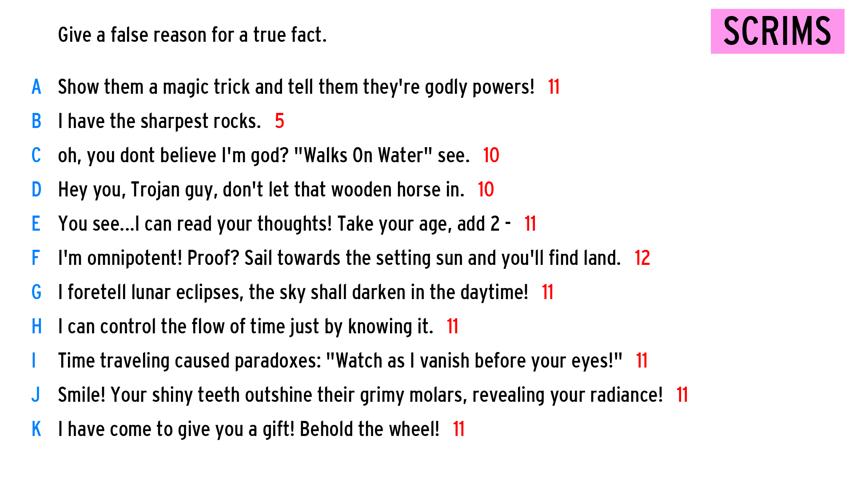 Give a false reason for a true fact.
SCRIMS
A Show them a magic trick and tell them they're godly powers! 11
B I have the sharpest rocks. 5
C oh, you dont believe I'm god? "Walks On Water" see. 10
D Hey you, Trojan guy, don't let that wooden horse in. 10
E You see...I can read your thoughts! Take your age, add 2 - 11
F I'm omnipotent! Proof? Sail towards the setting sun and you'll find land. 12
G I foretell lunar eclipses, the sky shall darken in the daytime! 11
H I can control the flow of time just by knowing it. 11
I Time traveling caused paradoxes: "Watch as I vanish before your eyes!" 11
J Smile! Your shiny teeth outshine their grimy molars, revealing your radiance! 11
K I have come to give you a gift! Behold the wheel! 11